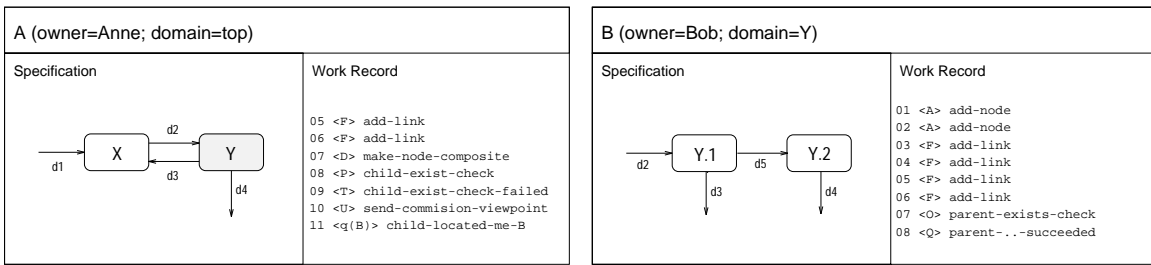 A (owner=Anne; domain=top)
Specification
Work Record
d1
X
d2
d3
Y
d4
05 <F> add-link
06 <F> add-link
07 <D> make-node-composite
08 <P> child-exist-check
09 <T> child-exist-check-failed
10 <U> send-commision-viewpoint
11 <q(B)> child-located-me-B
B (owner=Bob; domain=Y)
Specification
Work Record
d2
Y.1
d5
Y.2
d3
d4
01 <A> add-node
02 <A> add-node
03 <F> add-link
04 <F> add-link
05 <F> add-link
06 <F> add-link
07 <O> parent-exists-check
08 <Q> parent-..-succeeded